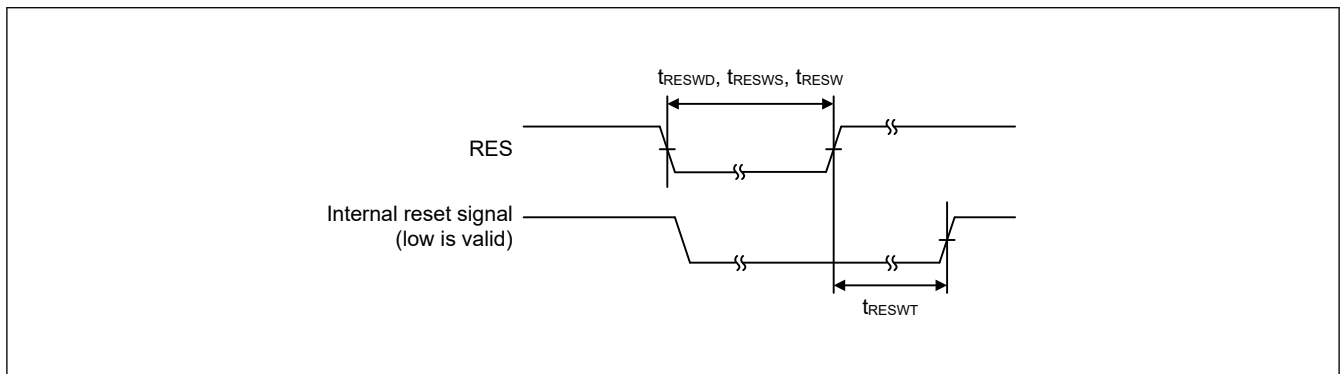 tRESWD, tRESWS, tRESW
RES
Internal reset signal
(low is valid)
tRESWT